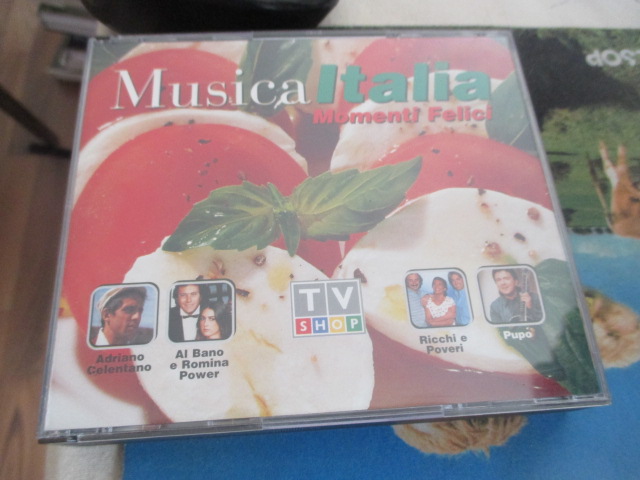 Musica Italia
Momenti Felici
TV
SHOP
Adriano
Celentano
Al Bano
e Romina
Power
Ricchi e
Poveri
Pupo